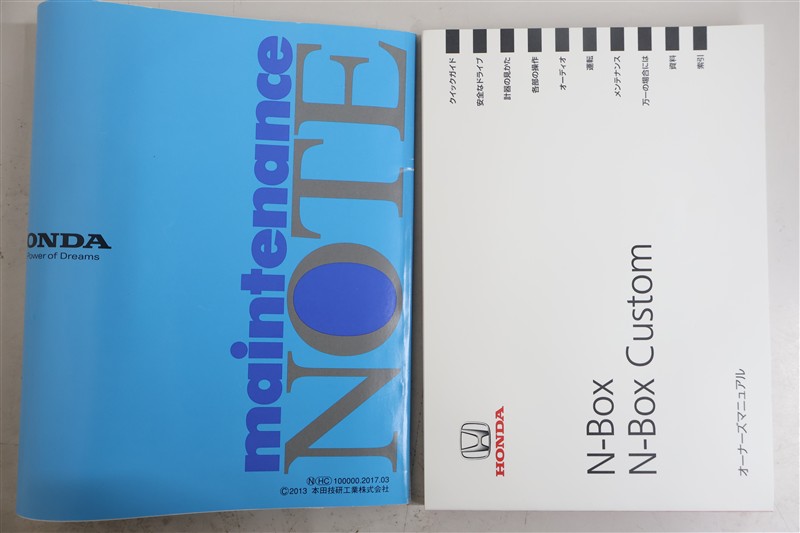 HONDA
Power of Dreams
maintenance
NOTE
Ⓝ HC 100000.2017.03
©2013 本田技研工業株式会社
クイックガイド
安全なドライブ
計器の見かた
各部の操作
オーディオ
運転
メンテナンス
万一の場合には
資料
索引
HONDA
N-Box
N-Box Custom
オーナーズマニュアル